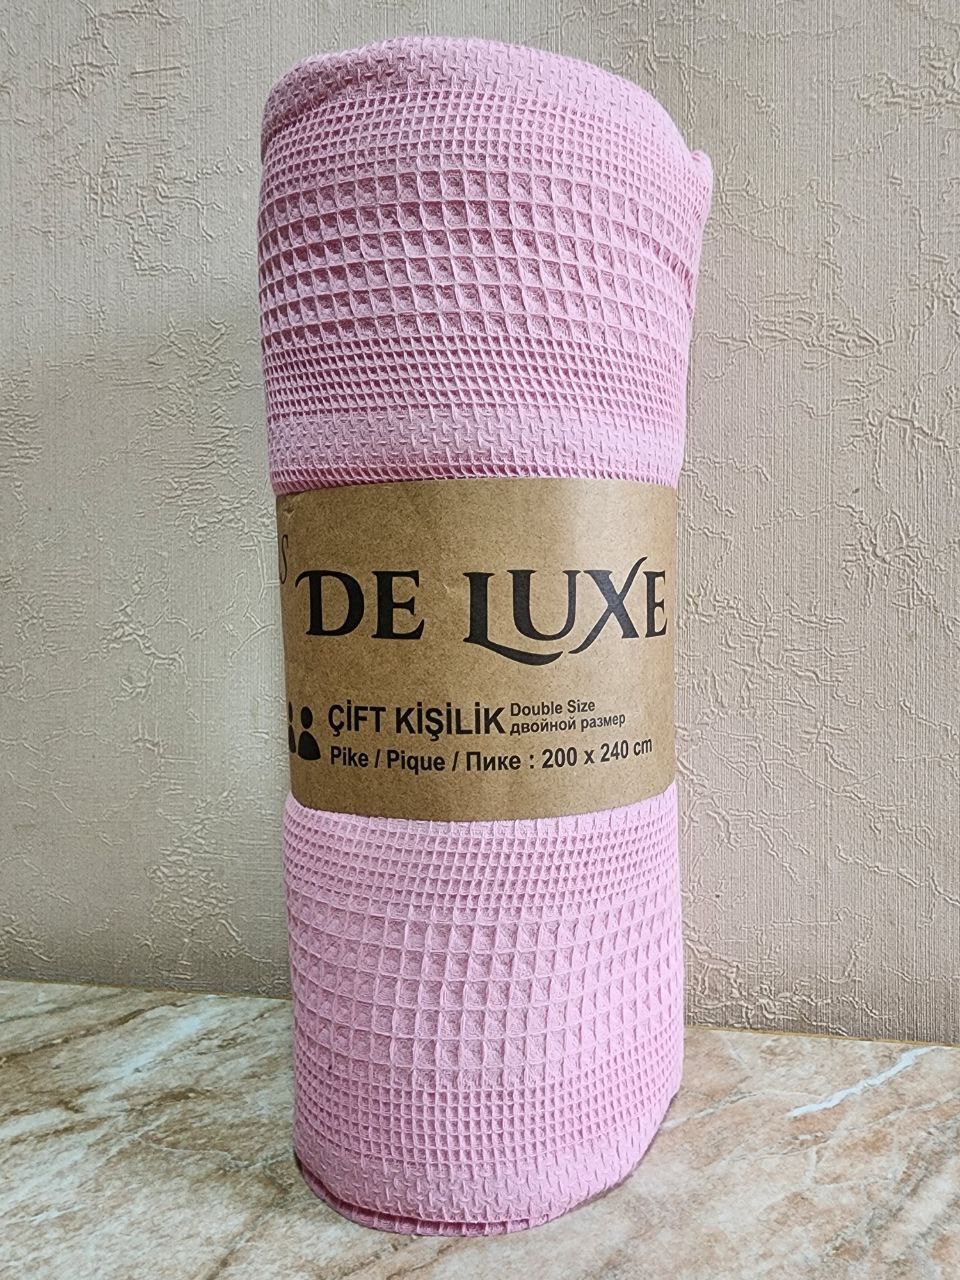 S DE LUXE
ÇİFT KİŞİLİK
Double Size
двойной размер
Pike / Pique / Пике : 200 x 240 cm